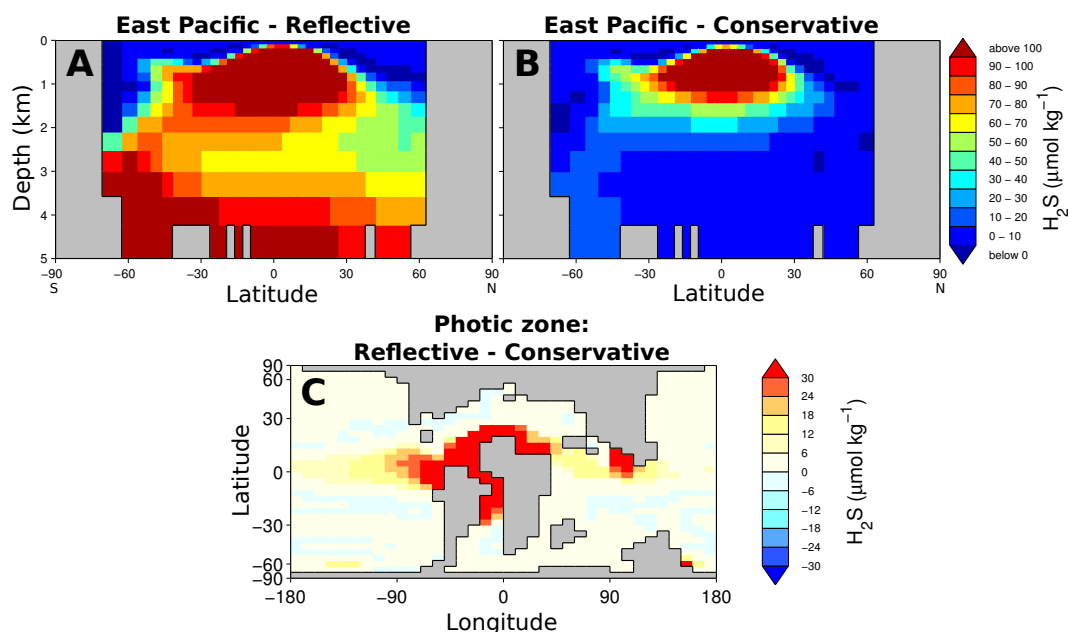 East Pacific - Reflective
East Pacific - Conservative
A
B
0
1
2
3
4
5
Depth (km)
−90
−60
−30
0
30
60
90
S
N
Latitude
−60
−30
0
30
60
90
N
Latitude
above 100
90 − 100
80 − 90
70 − 80
60 − 70
50 − 60
40 − 50
30 − 40
20 − 30
10 − 20
0 − 10
below 0
H₂S (µmol kg⁻¹)
Photic zone:
Reflective - Conservative
C
90
60
30
0
−30
−60
−90
Latitude
−180
−90
0
90
180
Longitude
30
24
18
12
6
0
−6
−12
−18
−24
−30
H₂S (µmol kg⁻¹)